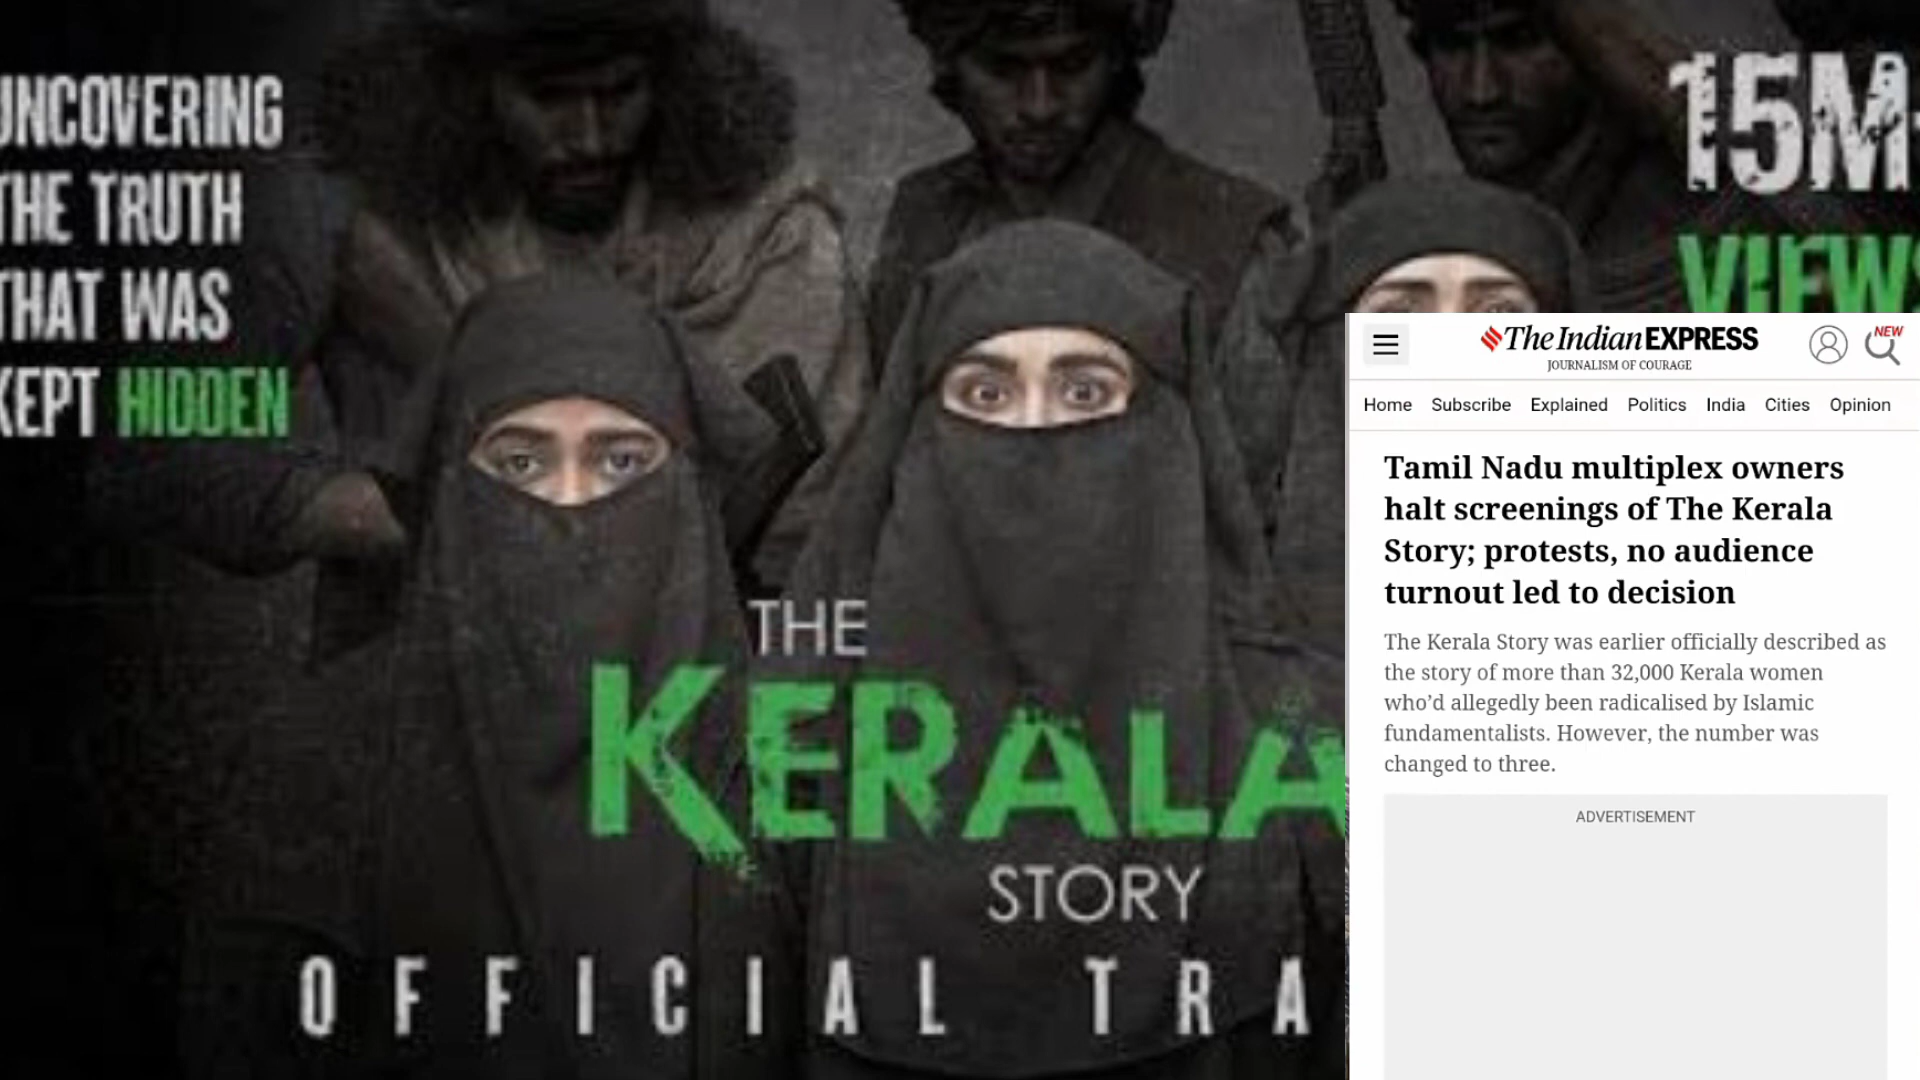 UNCOVERING
THE TRUTH
THAT WAS
KEPT HIDDEN
15M+
VIEWS
THE
KERALA
STORY
OFFICIAL TRA
The Indian EXPRESS
JOURNALISM OF COURAGE
NEW
Home Subscribe Explained Politics India Cities Opinion
Tamil Nadu multiplex owners
halt screenings of The Kerala
Story; protests, no audience
turnout led to decision
The Kerala Story was earlier officially described as
the story of more than 32,000 Kerala women
who’d allegedly been radicalised by Islamic
fundamentalists. However, the number was
changed to three.
ADVERTISEMENT